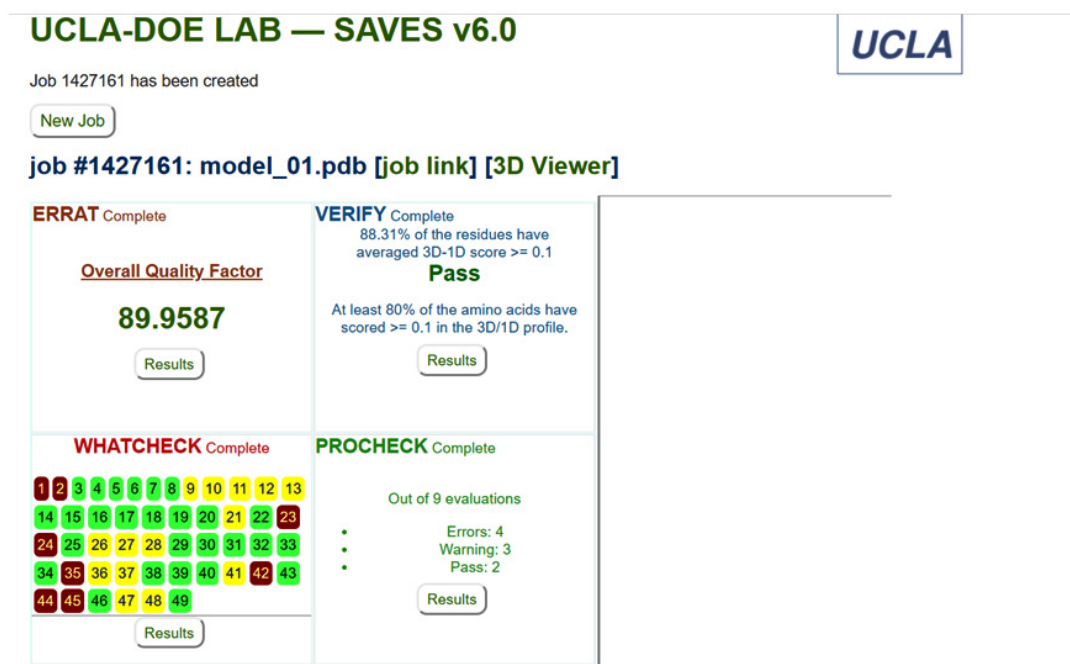 UCLA-DOE LAB — SAVES v6.0
UCLA
Job 1427161 has been created
New Job
job #1427161: model_01.pdb [job link] [3D Viewer]
ERRAT Complete
Overall Quality Factor
89.9587
Results
VERIFY Complete
88.31% of the residues have
averaged 3D-1D score >= 0.1
Pass
At least 80% of the amino acids have
scored >= 0.1 in the 3D/1D profile.
Results
WHATCHECK Complete
1 2 3 4 5 6 7 8 9 10 11 12 13
14 15 16 17 18 19 20 21 22 23
24 25 26 27 28 29 30 31 32 33
34 35 36 37 38 39 40 41 42 43
44 45 46 47 48 49
Results
PROCHECK Complete
Out of 9 evaluations
• Errors: 4
• Warning: 3
• Pass: 2
Results